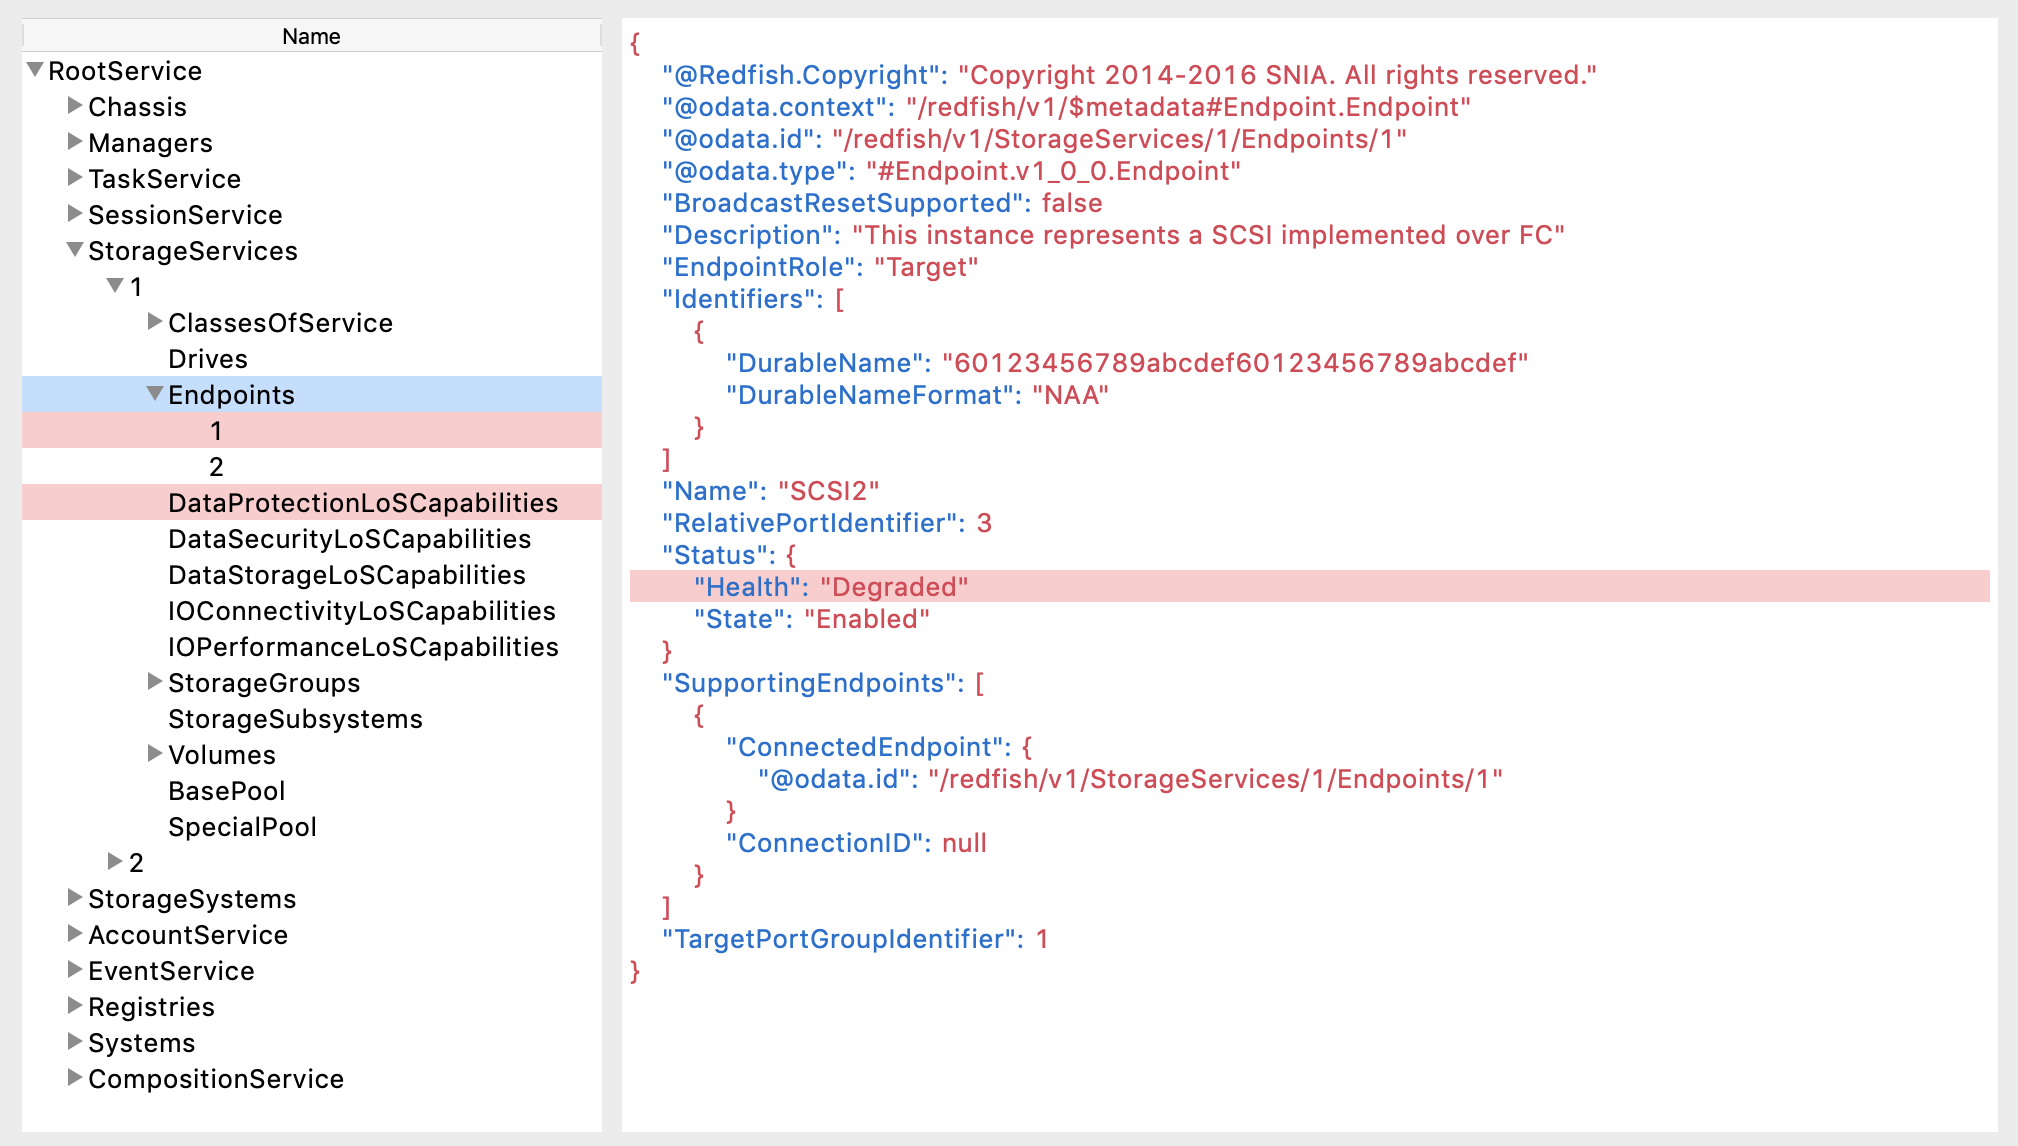 Name
RootService
Chassis
Managers
TaskService
SessionService
StorageServices
1
ClassesOfService
Drives
Endpoints
1
2
DataProtectionLoSCapabilities
DataSecurityLoSCapabilities
DataStorageLoSCapabilities
IOConnectivityLoSCapabilities
IOPerformanceLoSCapabilities
StorageGroups
StorageSubsystems
Volumes
BasePool
SpecialPool
2
StorageSystems
AccountService
EventService
Registries
Systems
CompositionService
{
"@Redfish.Copyright": "Copyright 2014-2016 SNIA. All rights reserved."
"@odata.context": "/redfish/v1/$metadata#Endpoint.Endpoint"
"@odata.id": "/redfish/v1/StorageServices/1/Endpoints/1"
"@odata.type": "#Endpoint.v1_0_0.Endpoint"
"BroadcastResetSupported": false
"Description": "This instance represents a SCSI implemented over FC"
"EndpointRole": "Target"
"Identifiers": [
{
"DurableName": "60123456789abcdef60123456789abcdef"
"DurableNameFormat": "NAA"
}
]
"Name": "SCSI2"
"RelativePortIdentifier": 3
"Status": {
"Health": "Degraded"
"State": "Enabled"
}
"SupportingEndpoints": [
{
"ConnectedEndpoint": {
"@odata.id": "/redfish/v1/StorageServices/1/Endpoints/1"
}
"ConnectionID": null
}
]
"TargetPortGroupIdentifier": 1
}